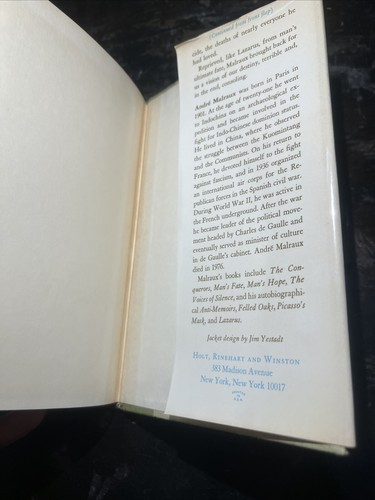 (Continued from front flap)
cide, the deaths of nearly everyone he
had loved.
Reprieved, like Lazarus, from man's
ultimate fate, Malraux brought back for
us a vision of our destiny, terrible and,
in the end, consoling.
André Malraux was born in Paris in
1901. At the age of twenty-one he went
to Indochina on an archaeological ex-
pedition and became involved in the
fight for Indo-Chinese dominion status.
He lived in China, where he observed
the struggle between the Kuomintang
and the Communists. On his return to
France, he devoted himself to the fight
against fascism, and in 1936 organized
an international air corps for the Re-
publican forces in the Spanish civil war.
During World War II, he was active in
the French underground. After the war
he became leader of the political move-
ment headed by Charles de Gaulle and
eventually served as minister of culture
in de Gaulle's cabinet. André Malraux
died in 1976.
Malraux's books include The Con-
querors, Man's Fate, Man's Hope, The
Voices of Silence, and his autobiographi-
cal Anti-Memoirs, Felled Oaks, Picasso's
Mask, and Lazarus.
Jacket design by Jim Yestadt
Holt, Rinehart and Winston
383 Madison Avenue
New York, New York 10017